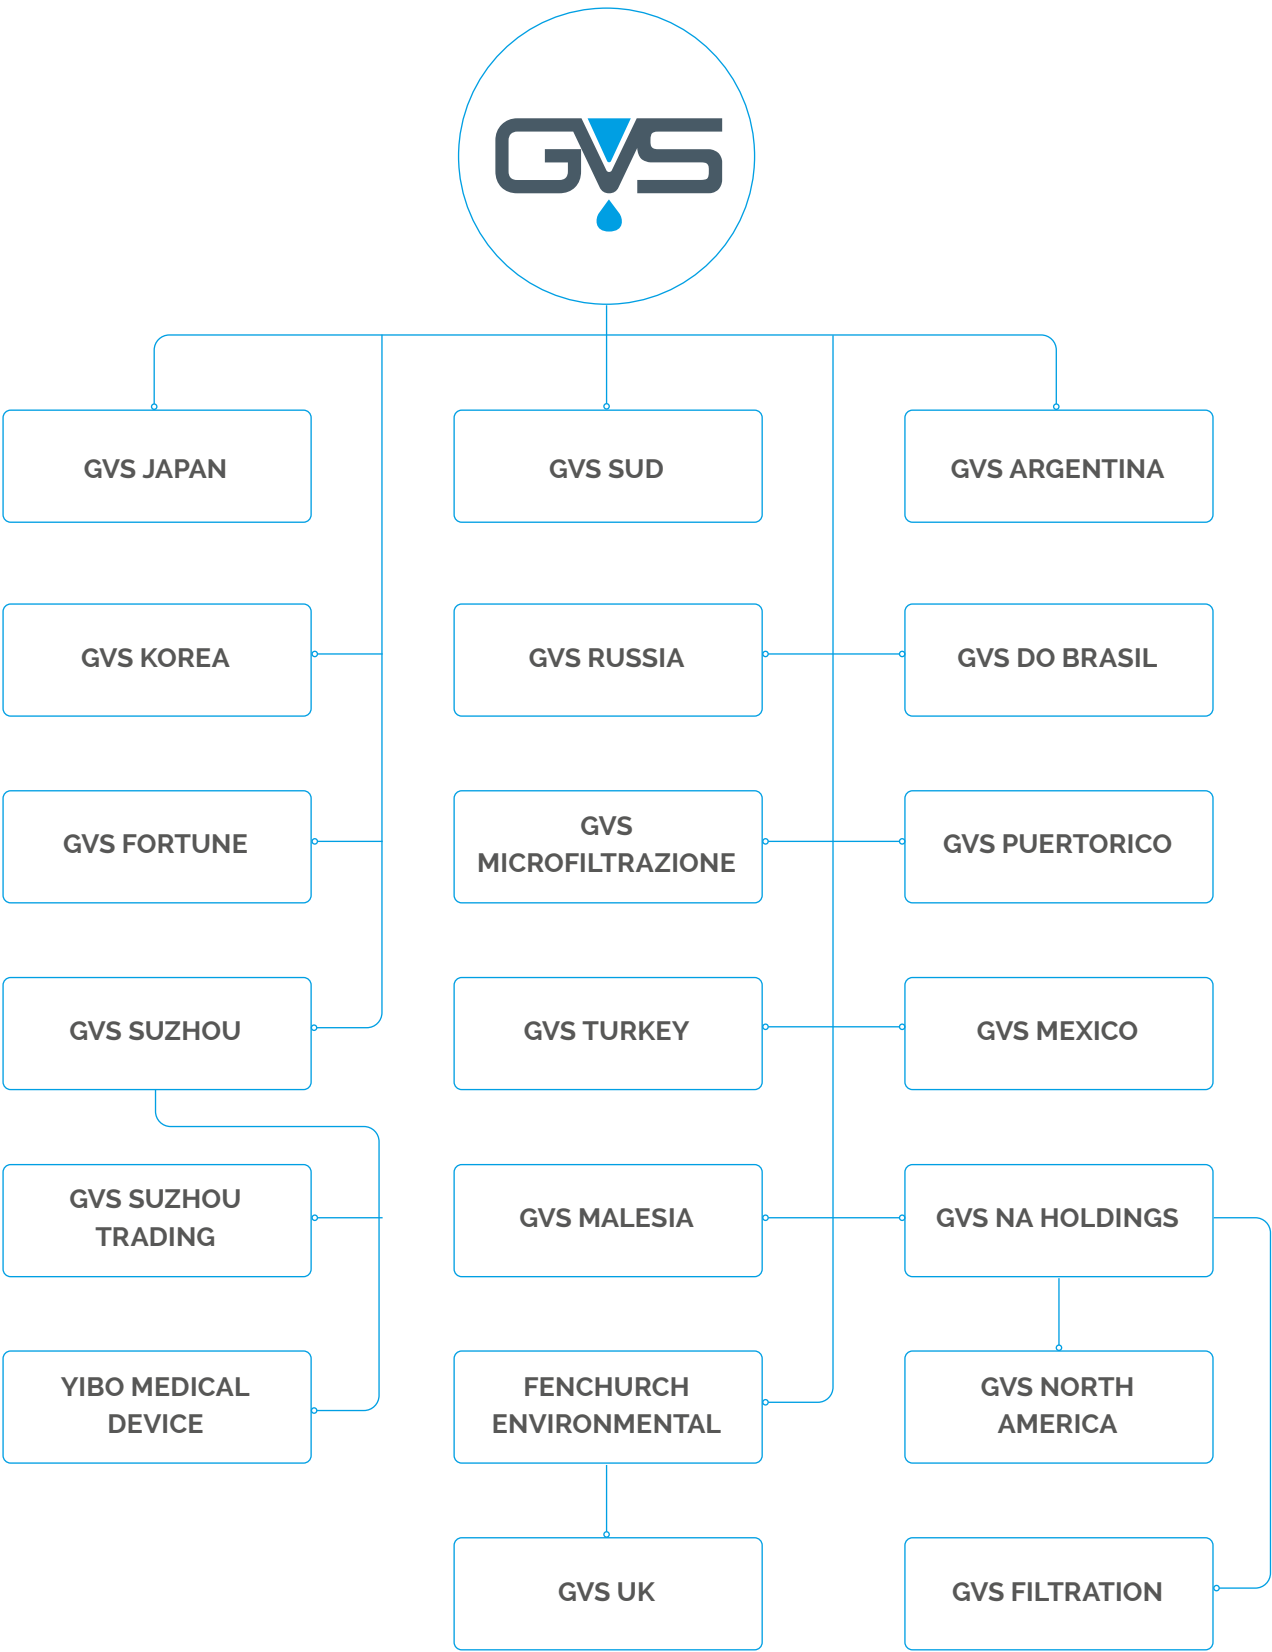 GVS
GVS JAPAN
GVS SUD
GVS ARGENTINA
GVS KOREA
GVS RUSSIA
GVS DO BRASIL
GVS FORTUNE
GVS
MICROFILTRAZIONE
GVS PUERTORICO
GVS SUZHOU
GVS TURKEY
GVS MEXICO
GVS SUZHOU
TRADING
GVS MALESIA
GVS NA HOLDINGS
YIBO MEDICAL
DEVICE
FENCHURCH
ENVIRONMENTAL
GVS NORTH
AMERICA
GVS UK
GVS FILTRATION